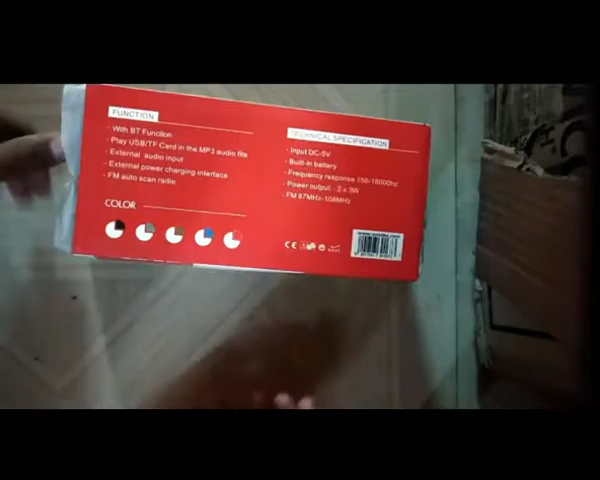 FUNCTION
· With BT Function
· Play USB/TF Card in the MP3 audio file
· External audio input
· External power charging interface
· FM auto scan radio
COLOR
TECHNICAL SPECIFICATION
· Input DC-5V
· Built-in battery
· Frequency response 150-18000hz
· Power output - 2 x 3W
· FM 87MHz-108MHz
CE